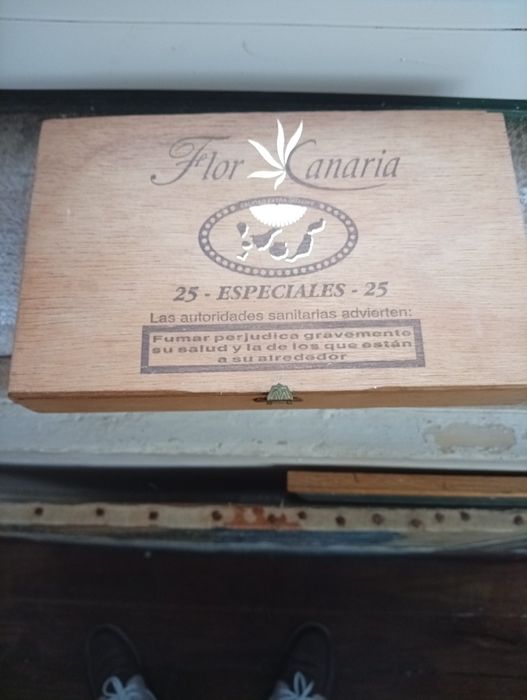 Flor Canaria
25 - ESPECIALES - 25
Las autoridades sanitarias advierten:
Fumar perjudica gravemente
su salud y la de los que están
a su alrededor